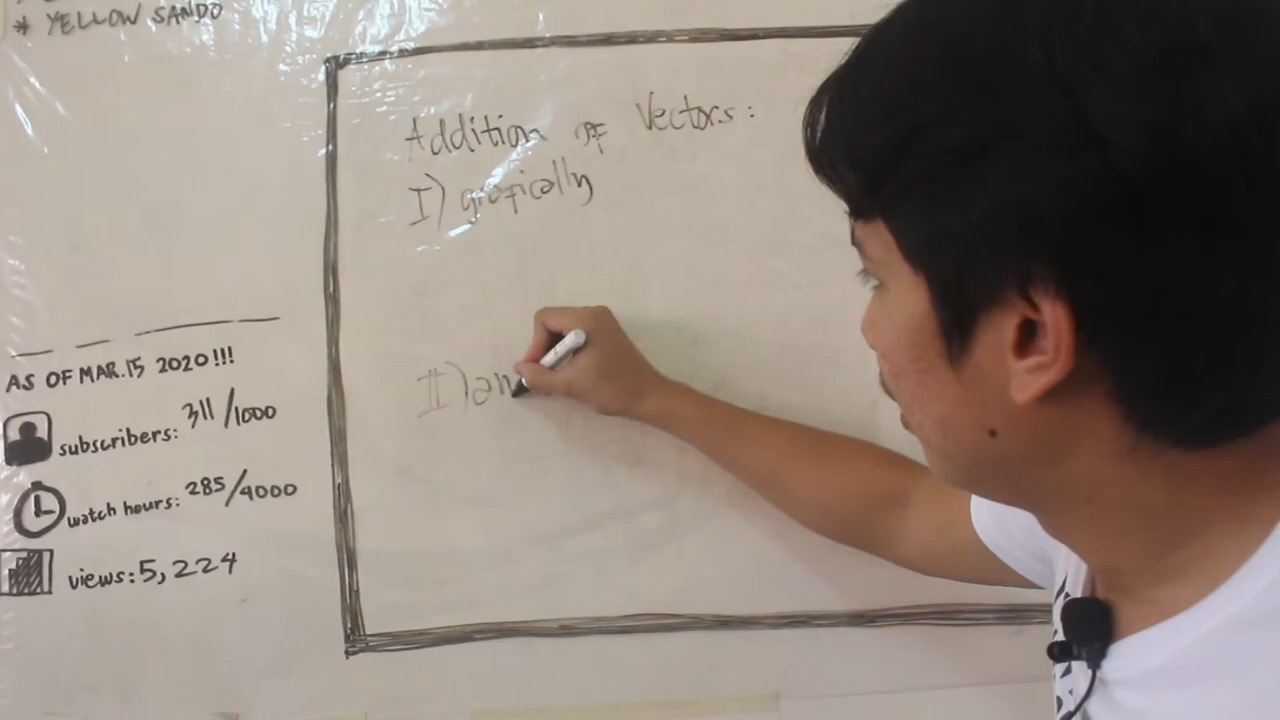 * YELLOW SANDO
Addition of Vectors:
I) grafically
II) an
AS OF MAR.15 2020!!!
subscribers: 311/1000
watch hours: 285/4000
views: 5,224